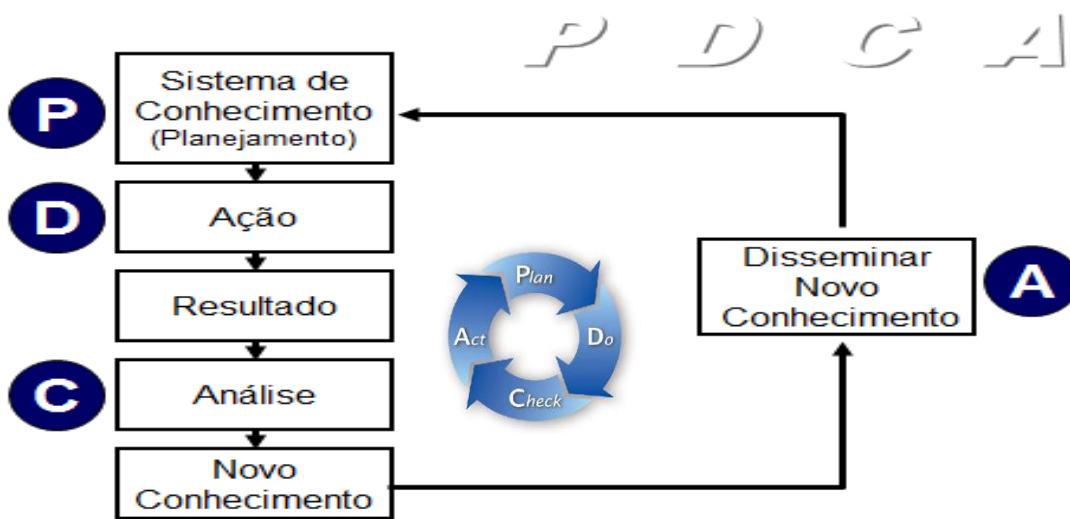 P D C A
P
Sistema de
Conhecimento
(Planejamento)
D
Ação
Resultado
C
Análise
Novo
Conhecimento
Plan
Do
Check
Act
Disseminar
Novo
Conhecimento
A